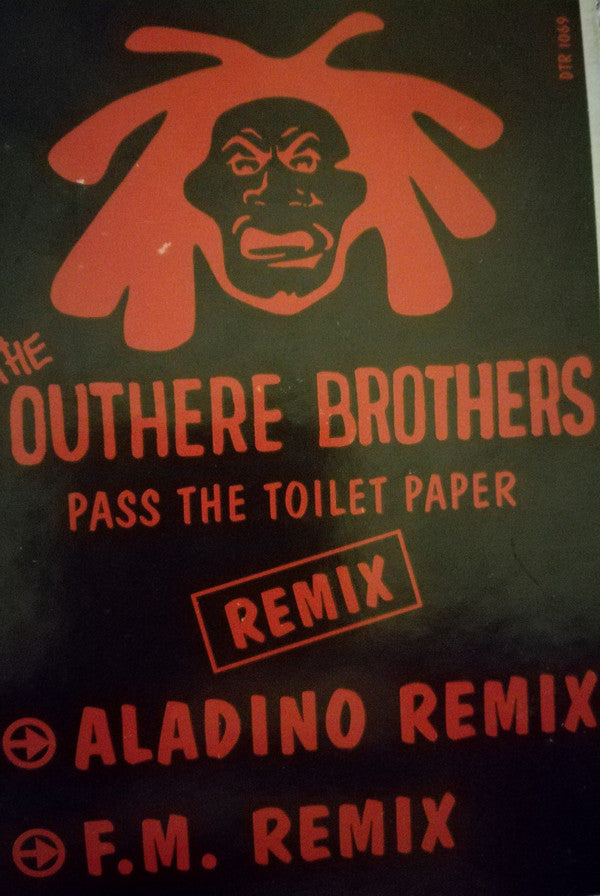 DTR 1069
THE
OUTHERE BROTHERS
PASS THE TOILET PAPER
REMIX
ALADINO REMIX
F.M. REMIX